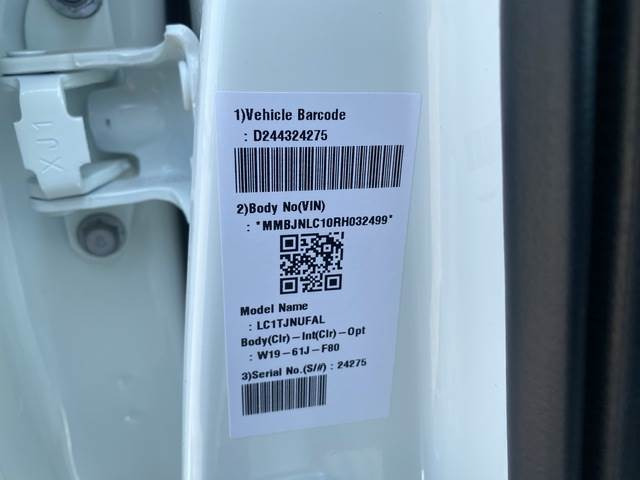 XJ1
1)Vehicle Barcode
: D244324275
2)Body No(VIN)
: *MMBJNLC10RH032499*
Model Name
: LC1TJNUFAL
Body(Clr)-Int(Clr)-Opt
: W19-61J-F80
3)Serial No.(S/#) : 24275